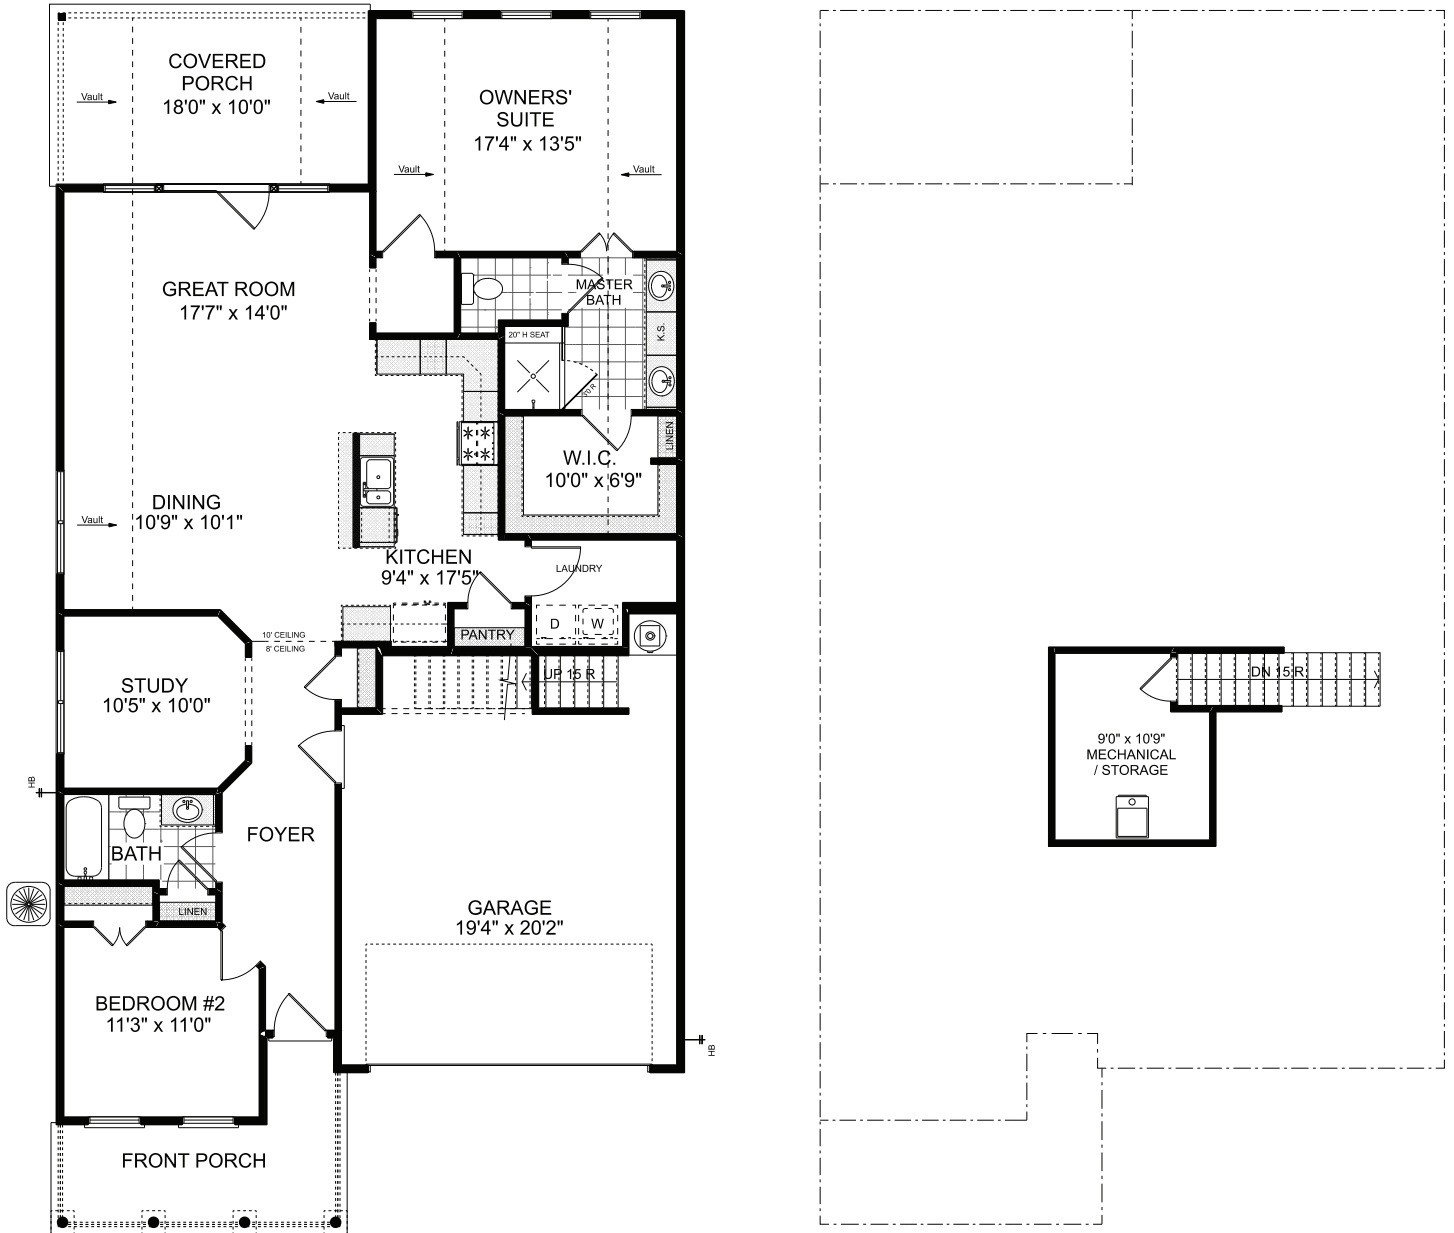 COVERED
PORCH
18'0" x 10'0"
Vault
Vault
OWNERS'
SUITE
17'4" x 13'5"
Vault
Vault
GREAT ROOM
17'7" x 14'0"
MASTER
BATH
K.S.
20" H SEAT
W.I.C.
10'0" x 6'9"
LINEN
DINING
10'9" x 10'1"
Vault
KITCHEN
9'4" x 17'5"
LAUNDRY
D
W
PANTRY
10' CEILING
8' CEILING
UP 15 R
STUDY
10'5" x 10'0"
HB
BATH
LINEN
FOYER
GARAGE
19'4" x 20'2"
BEDROOM #2
11'3" x 11'0"
HB
FRONT PORCH
DN 15 R
9'0" x 10'9"
MECHANICAL
/ STORAGE